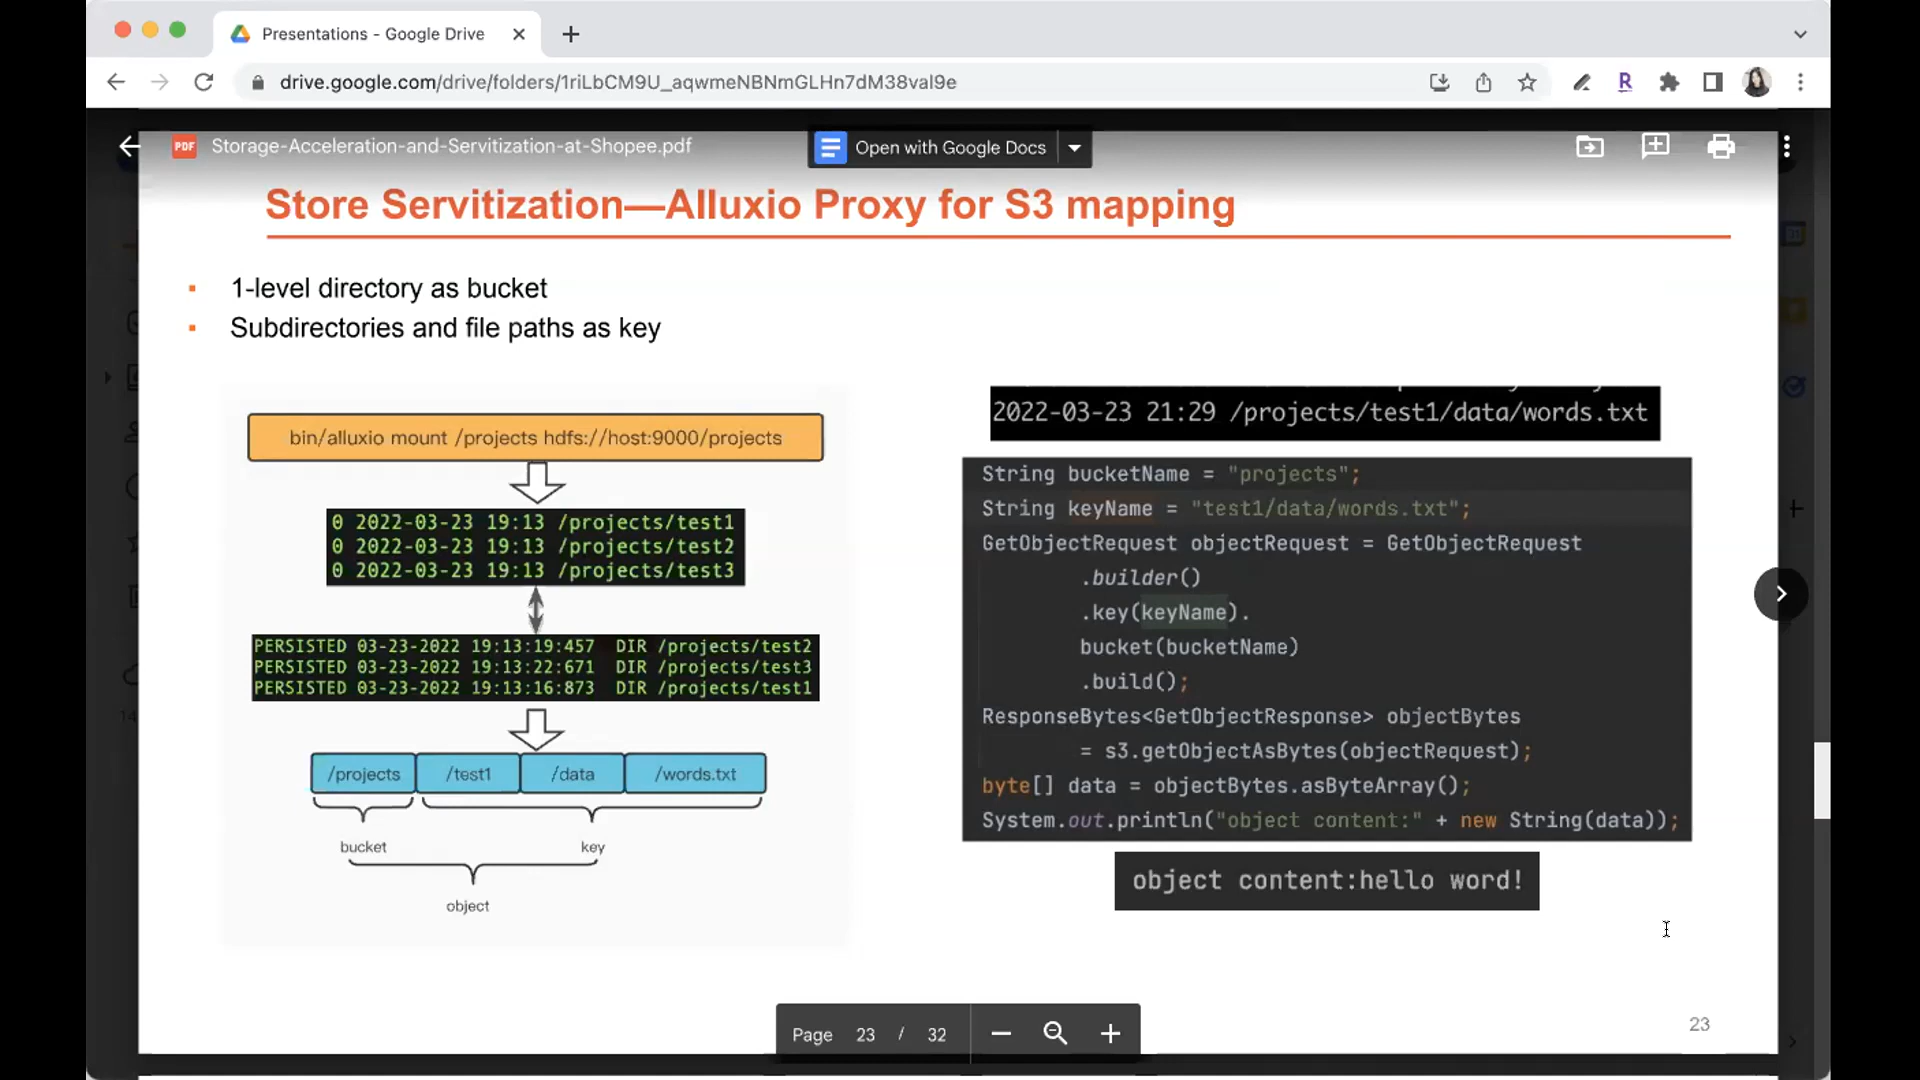 Presentations - Google Drive
drive.google.com/drive/folders/1riLbCM9U_aqwmeNBNmGLHn7dM38val9e
R
PDF Storage-Acceleration-and-Servitization-at-Shopee.pdf
Open with Google Docs
Store Servitization—Alluxio Proxy for S3 mapping
▪ 1-level directory as bucket
▪ Subdirectories and file paths as key
bin/alluxio mount /projects hdfs://host:9000/projects
0 2022-03-23 19:13 /projects/test1
0 2022-03-23 19:13 /projects/test2
0 2022-03-23 19:13 /projects/test3
PERSISTED 03-23-2022 19:13:19:457 DIR /projects/test2
PERSISTED 03-23-2022 19:13:22:671 DIR /projects/test3
PERSISTED 03-23-2022 19:13:16:873 DIR /projects/test1
/projects /test1 /data /words.txt
bucket key
object
2022-03-23 21:29 /projects/test1/data/words.txt
String bucketName = "projects";
String keyName = "test1/data/words.txt";
GetObjectRequest objectRequest = GetObjectRequest
.builder()
.key(keyName).
bucket(bucketName)
.build();
ResponseBytes<GetObjectResponse> objectBytes
= s3.getObjectAsBytes(objectRequest);
byte[] data = objectBytes.asByteArray();
System.out.println("object content:" + new String(data));
object content:hello word!
23
Page 23 / 32